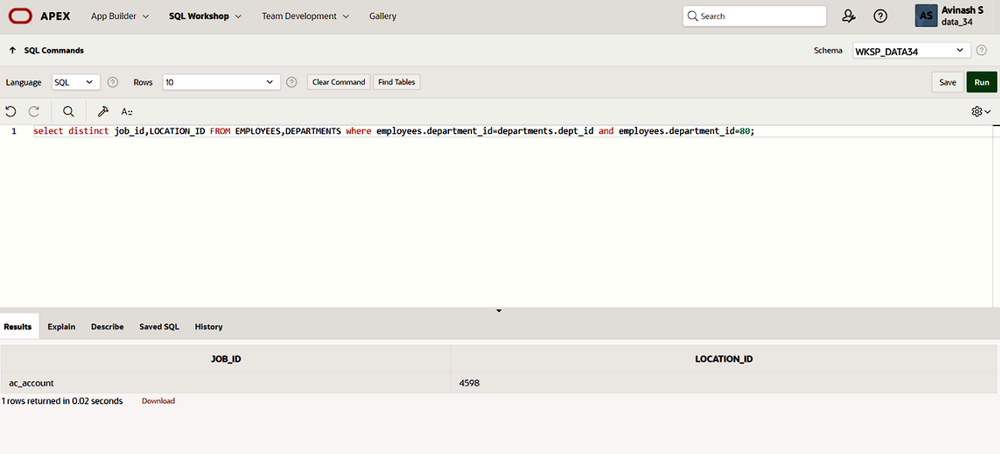 APEX App Builder SQL Workshop Team Development Gallery Search AS Avinash S
data_34
SQL Commands Schema WKSP_DATA34
Language SQL Rows 10 Clear Command Find Tables Save Run
A::
1 select distinct job_id,LOCATION_ID FROM EMPLOYEES,DEPARTMENTS where employees.department_id=departments.dept_id and employees.department_id=80;
Results Explain Describe Saved SQL History
JOB_ID LOCATION_ID
ac_account 4598
1 rows returned in 0.02 seconds Download